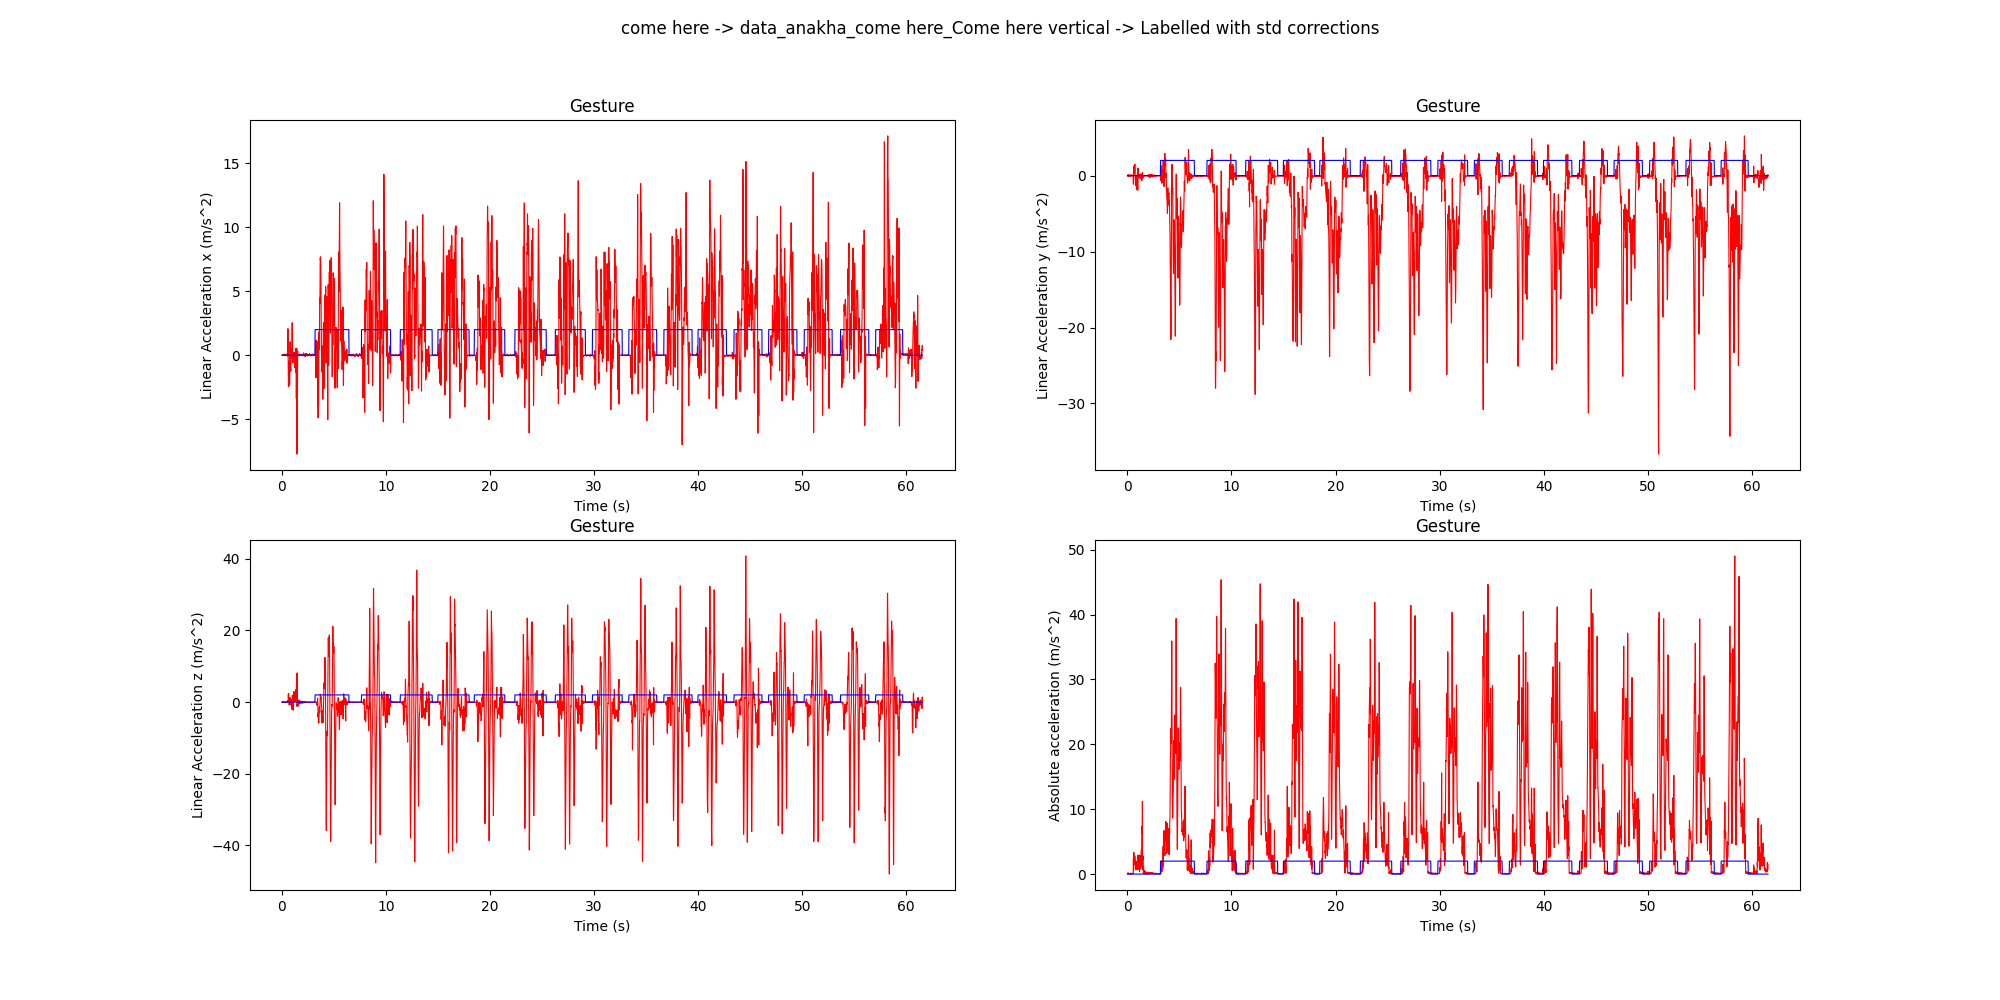 come here -> data_anakha_come here_Come here vertical -> Labelled with std corrections
Gesture
Linear Acceleration x (m/s^2)
15
10
5
0
−5
0 10 20 30 40 50 60
Time (s)
Gesture
Linear Acceleration y (m/s^2)
0
−10
−20
−30
0 10 20 30 40 50 60
Time (s)
Gesture
Linear Acceleration z (m/s^2)
40
20
0
−20
−40
0 10 20 30 40 50 60
Time (s)
Gesture
Absolute acceleration (m/s^2)
50
40
30
20
10
0
0 10 20 30 40 50 60
Time (s)